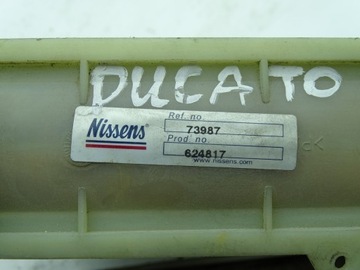 DUCATO
Nissens
Ref. no
73987
Prod. no
624817
www.nissens.com